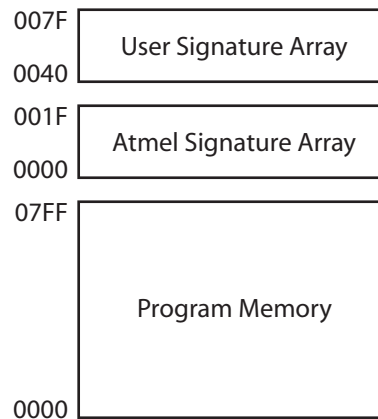 007F
User Signature Array
0040
001F
Atmel Signature Array
0000
07FF
Program Memory
0000